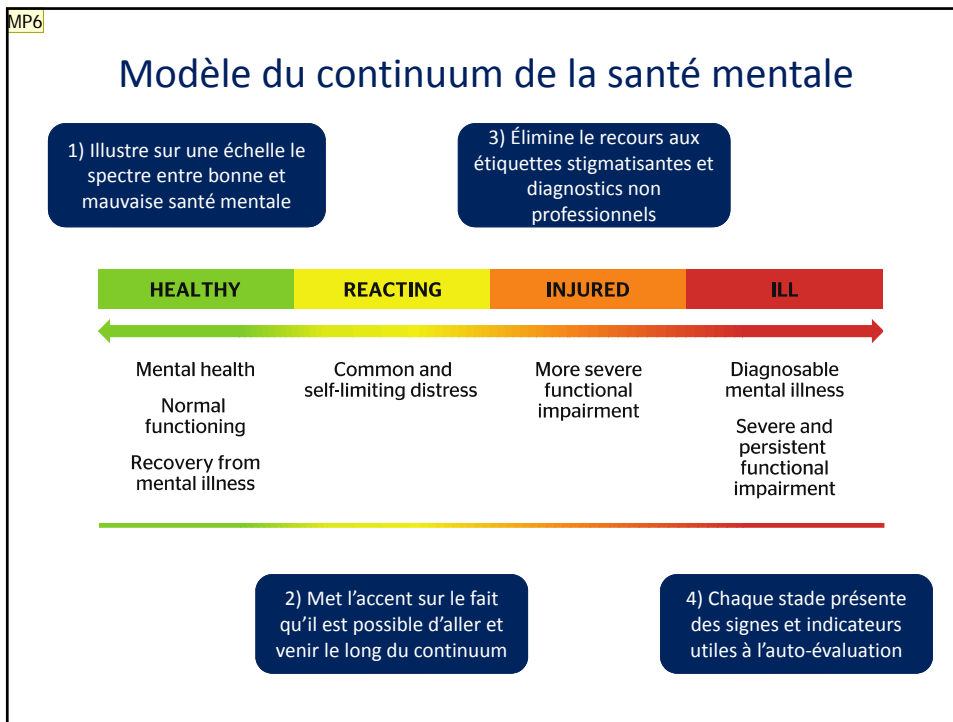 MP6
Modèle du continuum de la santé mentale
1) Illustre sur une échelle le
spectre entre bonne et
mauvaise santé mentale
3) Élimine le recours aux
étiquettes stigmatisantes et
diagnostics non
professionnels
HEALTHY
REACTING
INJURED
ILL
Mental health
Normal
functioning
Recovery from
mental illness
Common and
self-limiting distress
More severe
functional
impairment
Diagnosable
mental illness
Severe and
persistent
functional
impairment
2) Met l’accent sur le fait
qu’il est possible d’aller et
venir le long du continuum
4) Chaque stade présente
des signes et indicateurs
utiles à l’auto-évaluation